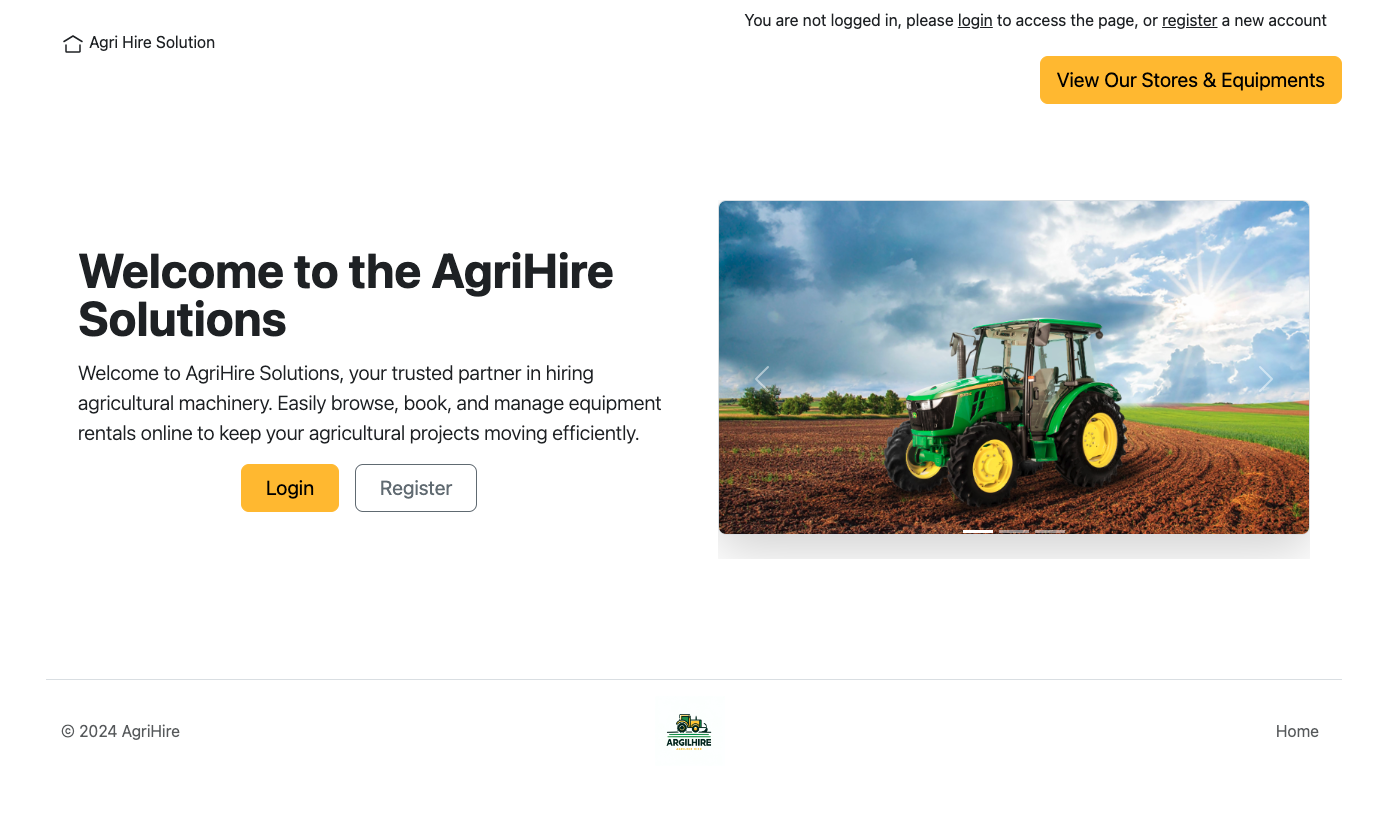 You are not logged in, please login to access the page, or register a new account
Agri Hire Solution
View Our Stores & Equipments
Welcome to the AgriHire
Solutions
Welcome to AgriHire Solutions, your trusted partner in hiring
agricultural machinery. Easily browse, book, and manage equipment
rentals online to keep your agricultural projects moving efficiently.
Login
Register
© 2024 AgriHire
ARGILHIRE
Home